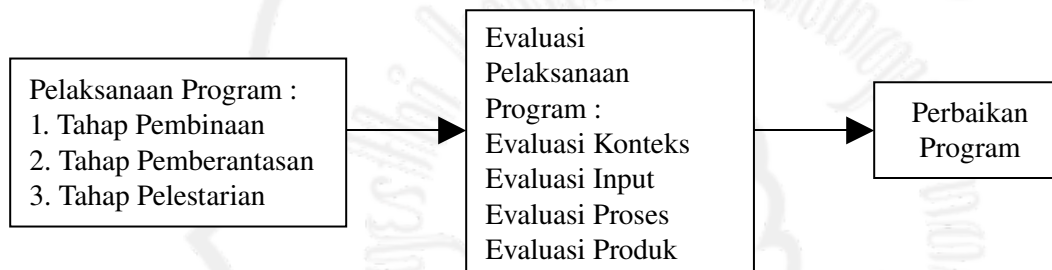 Pelaksanaan Program :
1. Tahap Pembinaan
2. Tahap Pemberantasan
3. Tahap Pelestarian
Evaluasi
Pelaksanaan
Program :
Evaluasi Konteks
Evaluasi Input
Evaluasi Proses
Evaluasi Produk
Perbaikan
Program